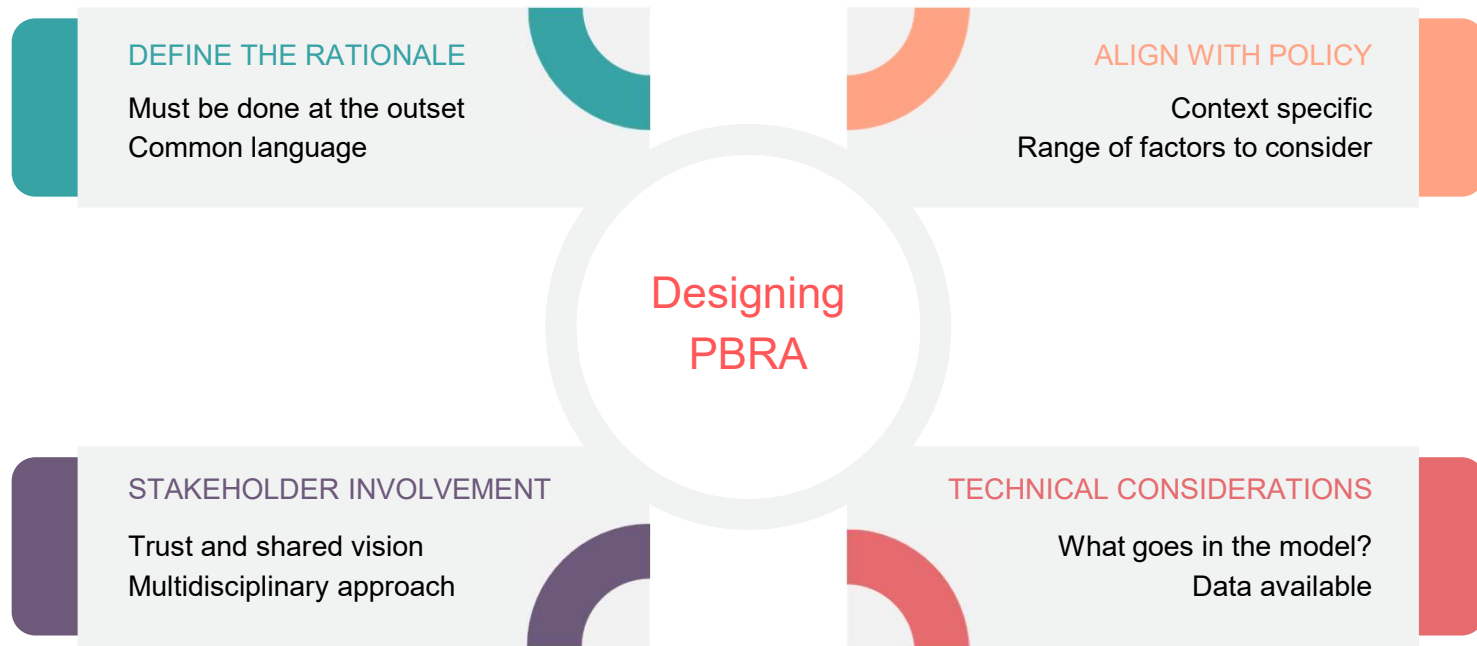 DEFINE THE RATIONALE
Must be done at the outset
Common language
ALIGN WITH POLICY
Context specific
Range of factors to consider
Designing
PBRA
STAKEHOLDER INVOLVEMENT
Trust and shared vision
Multidisciplinary approach
TECHNICAL CONSIDERATIONS
What goes in the model?
Data available